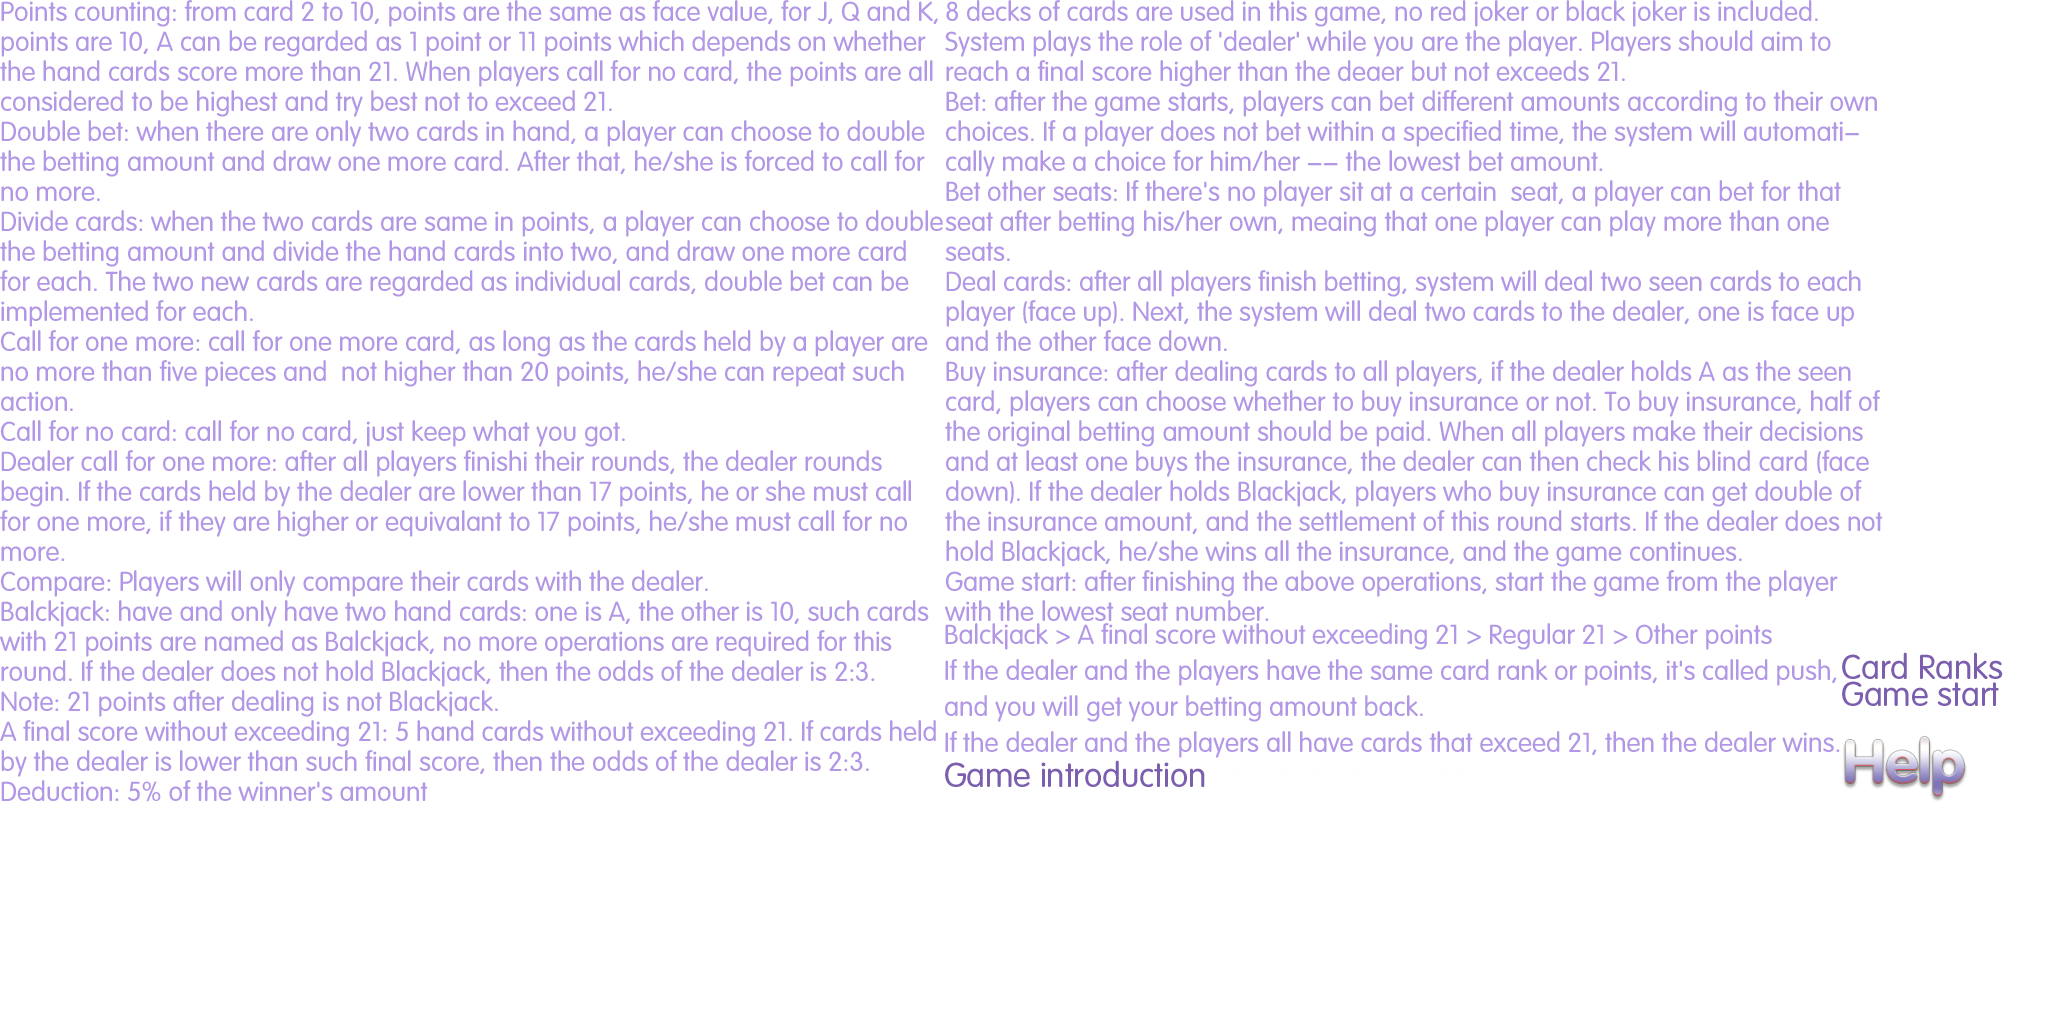 Points counting: from card 2 to 10, points are the same as face value, for J, Q and K,
points are 10, A can be regarded as 1 point or 11 points which depends on whether
the hand cards score more than 21. When players call for no card, the points are all
considered to be highest and try best not to exceed 21.
Double bet: when there are only two cards in hand, a player can choose to double
the betting amount and draw one more card. After that, he/she is forced to call for
no more.
Divide cards: when the two cards are same in points, a player can choose to double
the betting amount and divide the hand cards into two, and draw one more card
for each. The two new cards are regarded as individual cards, double bet can be
implemented for each.
Call for one more: call for one more card, as long as the cards held by a player are
no more than five pieces and  not higher than 20 points, he/she can repeat such
action.
Call for no card: call for no card, just keep what you got.
Dealer call for one more: after all players finishi their rounds, the dealer rounds
begin. If the cards held by the dealer are lower than 17 points, he or she must call
for one more, if they are higher or equivalant to 17 points, he/she must call for no
more.
Compare: Players will only compare their cards with the dealer.
Balckjack: have and only have two hand cards: one is A, the other is 10, such cards
with 21 points are named as Balckjack, no more operations are required for this
round. If the dealer does not hold Blackjack, then the odds of the dealer is 2:3.
Note: 21 points after dealing is not Blackjack.
A final score without exceeding 21: 5 hand cards without exceeding 21. If cards held
by the dealer is lower than such final score, then the odds of the dealer is 2:3.
Deduction: 5% of the winner's amount
8 decks of cards are used in this game, no red joker or black joker is included.
System plays the role of 'dealer' while you are the player. Players should aim to
reach a final score higher than the deaer but not exceeds 21.
Bet: after the game starts, players can bet different amounts according to their own
choices. If a player does not bet within a specified time, the system will automati–
cally make a choice for him/her –– the lowest bet amount.
Bet other seats: If there's no player sit at a certain  seat, a player can bet for that
seat after betting his/her own, meaing that one player can play more than one
seats.
Deal cards: after all players finish betting, system will deal two seen cards to each
player (face up). Next, the system will deal two cards to the dealer, one is face up
and the other face down.
Buy insurance: after dealing cards to all players, if the dealer holds A as the seen
card, players can choose whether to buy insurance or not. To buy insurance, half of
the original betting amount should be paid. When all players make their decisions
and at least one buys the insurance, the dealer can then check his blind card (face
down). If the dealer holds Blackjack, players who buy insurance can get double of
the insurance amount, and the settlement of this round starts. If the dealer does not
hold Blackjack, he/she wins all the insurance, and the game continues.
Game start: after finishing the above operations, start the game from the player
with the lowest seat number.
Balckjack > A final score without exceeding 21 > Regular 21 > Other points
If the dealer and the players have the same card rank or points, it's called push,
and you will get your betting amount back.
If the dealer and the players all have cards that exceed 21, then the dealer wins.
Game introduction
Card Ranks
Game start
Help